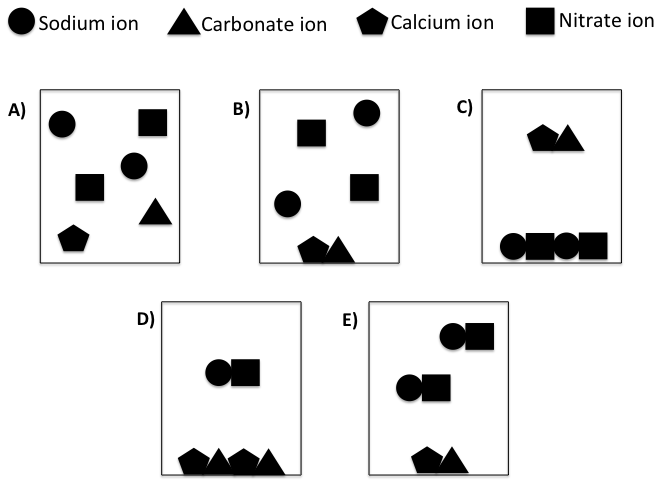 Sodium ion Carbonate ion Calcium ion Nitrate ion
A) B) C)
D) E)